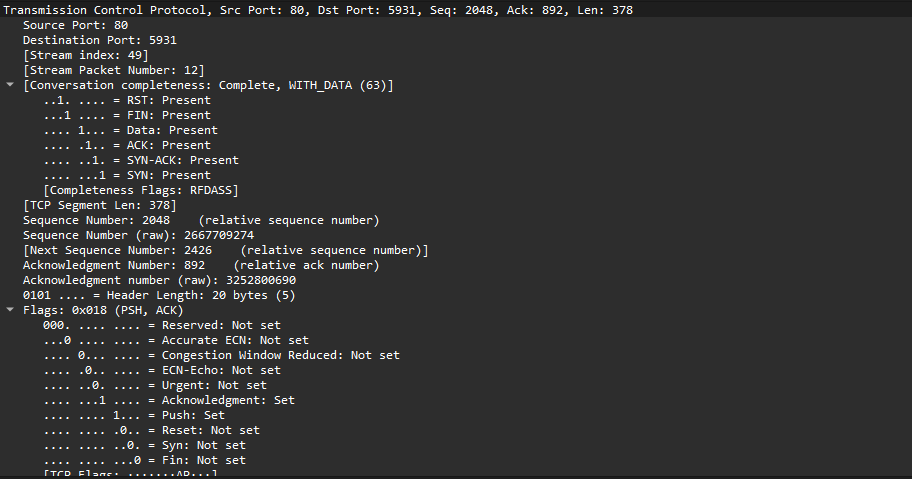 Transmission Control Protocol, Src Port: 80, Dst Port: 5931, Seq: 2048, Ack: 892, Len: 378
Source Port: 80
Destination Port: 5931
[Stream index: 49]
[Stream Packet Number: 12]
[Conversation completeness: Complete, WITH_DATA (63)]
..1. .... = RST: Present
...1 .... = FIN: Present
.... 1... = Data: Present
.... .1.. = ACK: Present
.... ..1. = SYN-ACK: Present
.... ...1 = SYN: Present
[Completeness Flags: RFDASS]
[TCP Segment Len: 378]
Sequence Number: 2048    (relative sequence number)
Sequence Number (raw): 2667709274
[Next Sequence Number: 2426    (relative sequence number)]
Acknowledgment Number: 892    (relative ack number)
Acknowledgment number (raw): 3252800690
0101 .... = Header Length: 20 bytes (5)
Flags: 0x018 (PSH, ACK)
000. .... .... = Reserved: Not set
...0 .... .... = Accurate ECN: Not set
.... 0... .... = Congestion Window Reduced: Not set
.... .0.. .... = ECN-Echo: Not set
.... ..0. .... = Urgent: Not set
.... ...1 .... = Acknowledgment: Set
.... .... 1... = Push: Set
.... .... .0.. = Reset: Not set
.... .... ..0. = Syn: Not set
.... .... ...0 = Fin: Not set
[TCP Flags: ·······AP···]